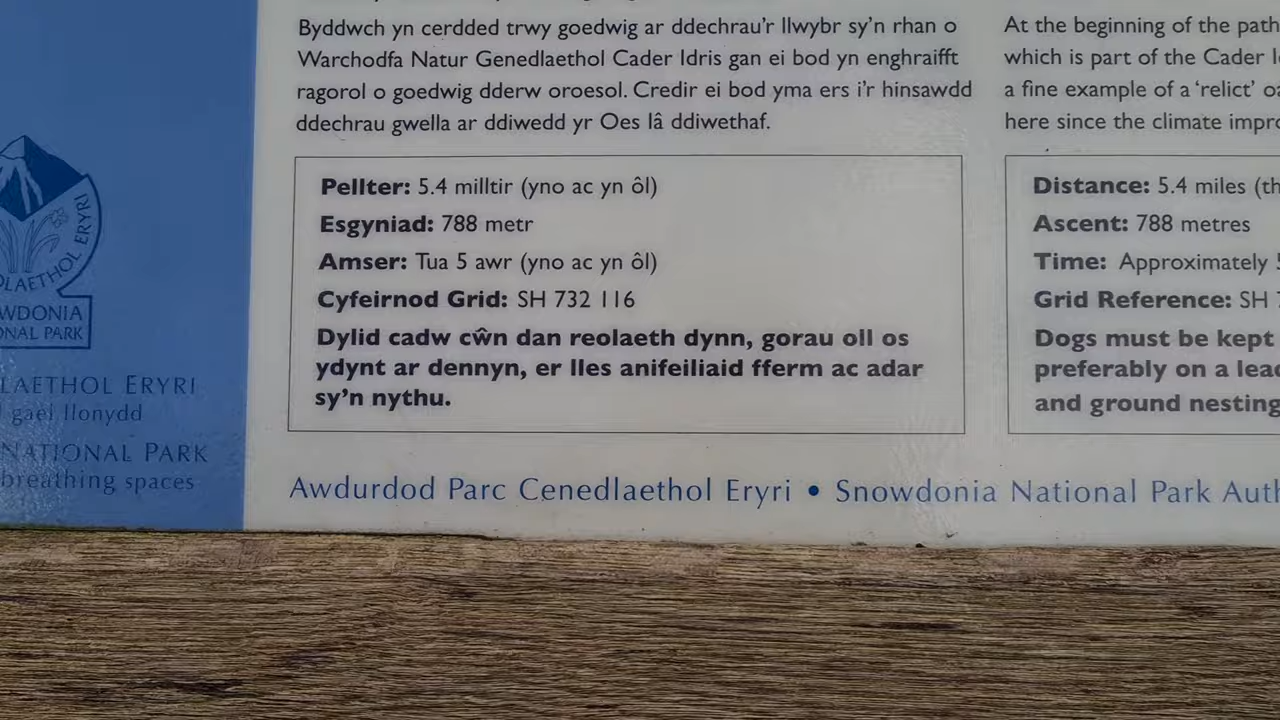 Byddwch yn cerdded trwy goedwig ar ddechrau'r llwybr sy'n rhan o
Warchodfa Natur Genedlaethol Cader Idris gan ei bod yn enghraifft
ragorol o goedwig dderw oroesol. Credir ei bod yma ers i'r hinsawdd
ddechrau gwella ar ddiwedd yr Oes Iâ ddiwethaf.
Pellter: 5.4 milltir (yno ac yn ôl)
Esgyniad: 788 metr
Amser: Tua 5 awr (yno ac yn ôl)
Cyfeirnod Grid: SH 732 116
Dylid cadw cŵn dan reolaeth dynn, gorau oll os
ydynt ar dennyn, er lles anifeiliaid fferm ac adar
sy'n nythu.
At the beginning of the path
which is part of the Cader
a fine example of a 'relict'
here since the climate
Distance: 5.4 miles
Ascent: 788 metres
Time: Approximately
Grid Reference: SH
Dogs must be kept
preferably on a
and ground nesting
ERYRI
NATIONAL PARK
LAETHOL ERYRI
gael llonydd
NATIONAL PARK
breathing spaces
Awdurdod Parc Cenedlaethol Eryri • Snowdonia National Park